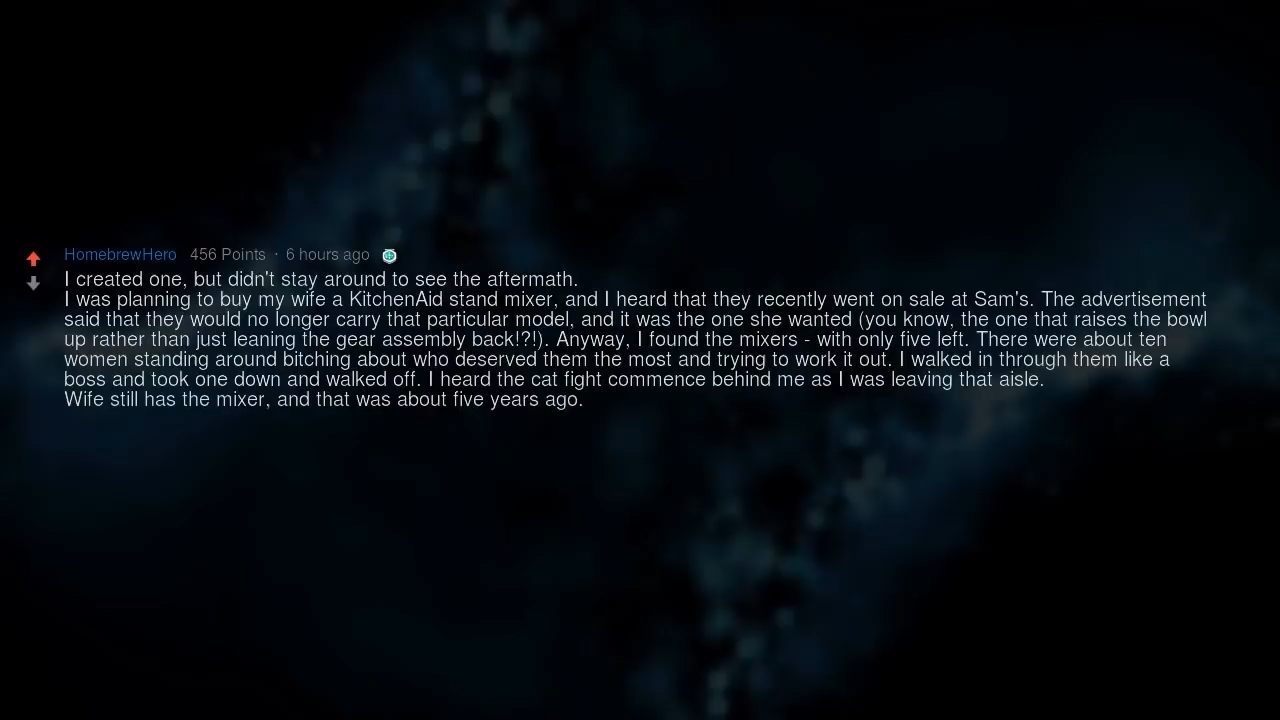 HomebrewHero 456 Points · 6 hours ago
I created one, but didn't stay around to see the aftermath.
I was planning to buy my wife a KitchenAid stand mixer, and I heard that they recently went on sale at Sam's. The advertisement
said that they would no longer carry that particular model, and it was the one she wanted (you know, the one that raises the bowl
up rather than just leaning the gear assembly back!?!). Anyway, I found the mixers - with only five left. There were about ten
women standing around bitching about who deserved them the most and trying to work it out. I walked in through them like a
boss and took one down and walked off. I heard the cat fight commence behind me as I was leaving that aisle.
Wife still has the mixer, and that was about five years ago.